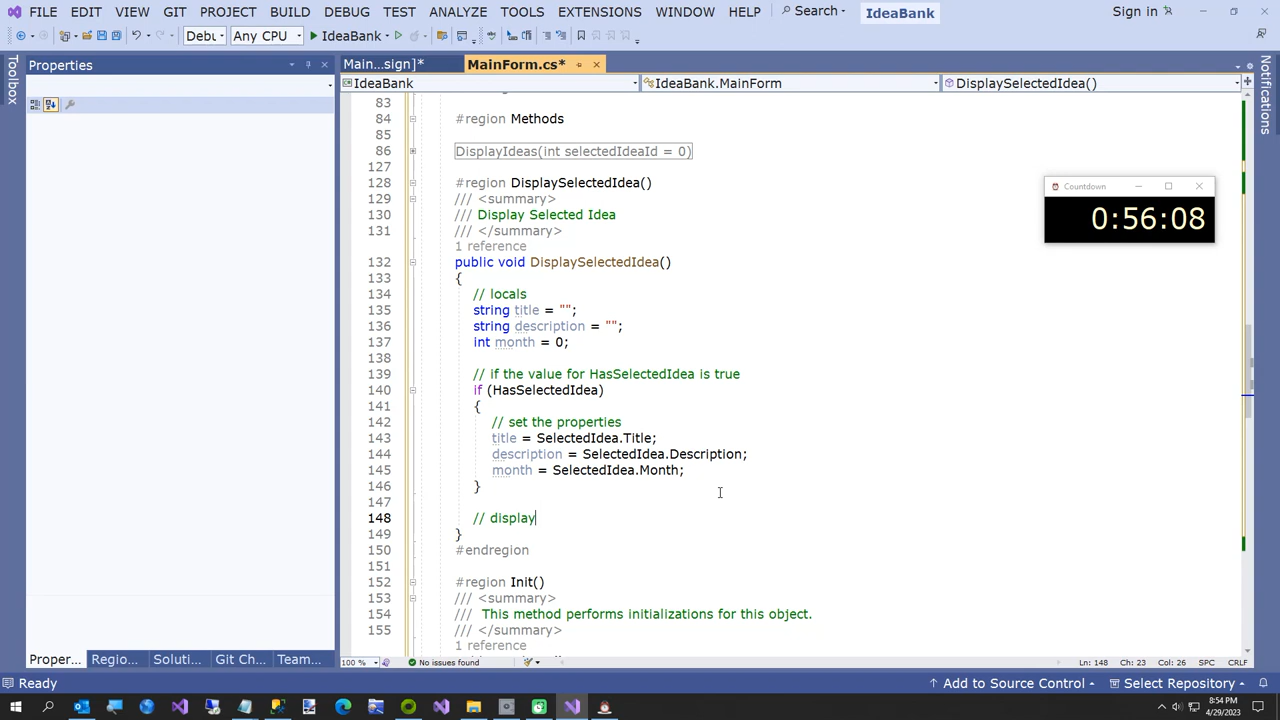 FILE EDIT VIEW GIT PROJECT BUILD DEBUG TEST ANALYZE TOOLS EXTENSIONS WINDOW HELP Search IdeaBank Sign in
Debu Any CPU IdeaBank
Toolbox
Properties
Main...sign]*
MainForm.cs*
Notifications
IdeaBank
IdeaBank.MainForm
DisplaySelectedIdea()
83
84 #region Methods
85
86 DisplayIdeas(int selectedIdeaId = 0)
127
128 #region DisplaySelectedIdea()
129 /// <summary>
130 /// Display Selected Idea
131 /// </summary>
1 reference
132 public void DisplaySelectedIdea()
133 {
134 // locals
135 string title = "";
136 string description = "";
137 int month = 0;
138
139 // if the value for HasSelectedIdea is true
140 if (HasSelectedIdea)
141 {
142 // set the properties
143 title = SelectedIdea.Title;
144 description = SelectedIdea.Description;
145 month = SelectedIdea.Month;
146 }
147
148 // display
149 }
150 #endregion
151
152 #region Init()
153 /// <summary>
154 /// This method performs initializations for this object.
155 /// </summary>
1 reference
Countdown
0:56:08
Proper... Regio... Soluti... Git Ch... Team...
100 % No issues found Ln: 148 Ch: 23 Col: 26 SPC CRLF
Ready Add to Source Control Select Repository
8:54 PM
4/29/2023